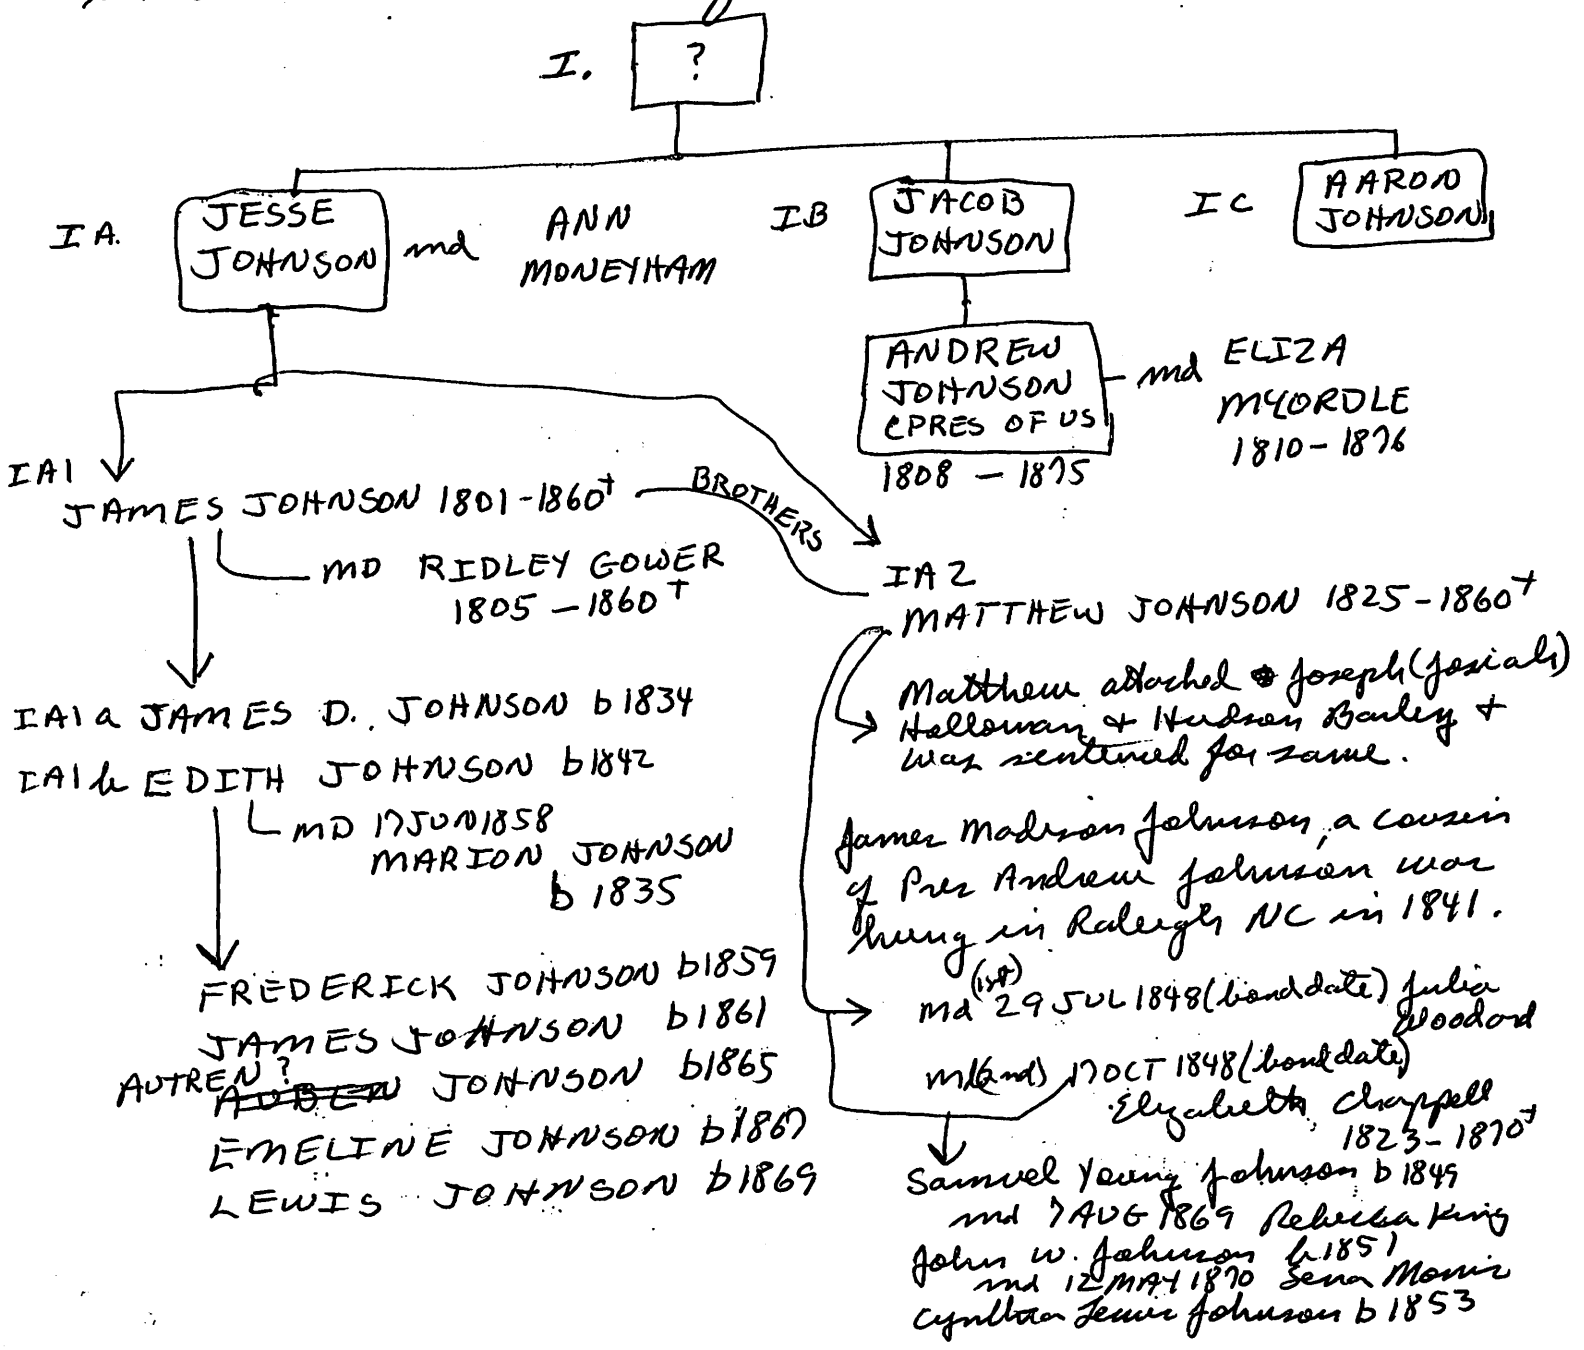 I.
?
IA.
JESSE
JOHNSON
md
ANN
MONEYHAM
IB
JACOB
JOHNSON
IC
AARON
JOHNSON
ANDREW
JOHNSON
(PRES OF US
1808 - 1875
md
ELIZA
McCORDLE
1810 - 1876
IA1
JAMES JOHNSON 1801-1860+
BROTHERS
MD RIDLEY GOWER
1805 - 1860+
IA2
MATTHEW JOHNSON 1825-1860+
Matthew attached Joseph (Josiah)
Holloway + Hudson Bailey +
was sentenced for same.
IA1a JAMES D. JOHNSON b 1834
IA1b EDITH JOHNSON b1842
MD 17JUN1858
MARION JOHNSON
b 1835
James Madison Johnson, a cousin
of Pres Andrew Johnson was
hung in Raleigh NC in 1841.
FREDERICK JOHNSON b1859
JAMES JOHNSON b1861
AUTREN?
JOHNSON b1865
EMELINE JOHNSON b1867
LEWIS JOHNSON b1869
md (1st) 29 JUL 1848 (bond date) Julia
Woodard
md (2nd) 17 OCT 1848 (bond date)
Elizabeth Chappell
1823-1870+
Samuel Young Johnson b 1849
md 7 AUG 1869 Rebecca King
John W. Johnson b 1851
md 12 MAY 1870 Sena Morris
Cynthia Johnson b 1853